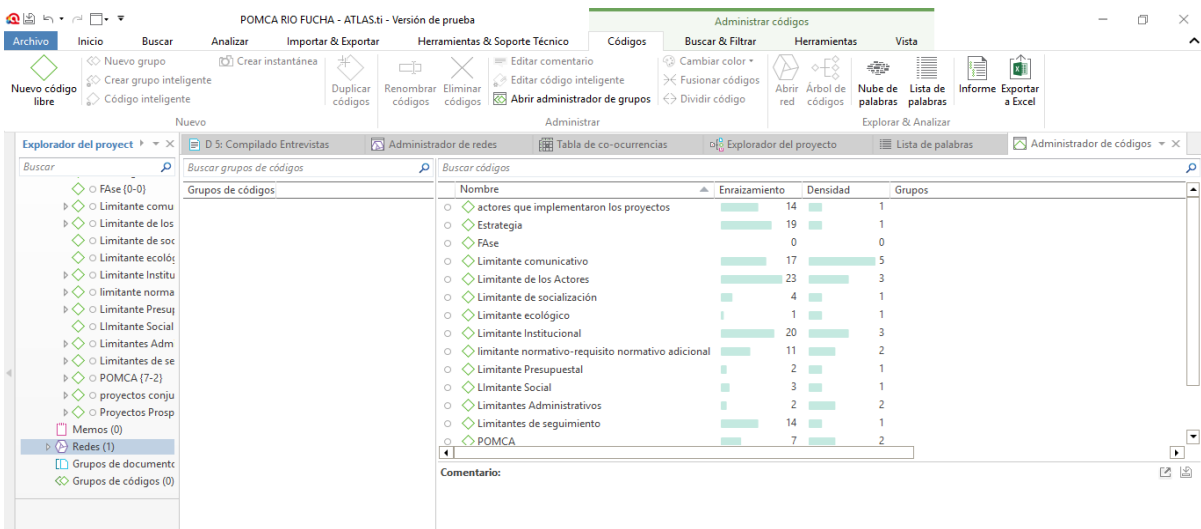 POMCA RIO FUCHA - ATLAS.ti - Versión de prueba
Administrar códigos
Archivo Inicio Buscar Analizar Importar & Exportar Herramientas & Soporte Técnico Códigos Buscar & Filtrar Herramientas Vista
Nuevo código libre
Nuevo grupo
Crear grupo inteligente
Código inteligente
Crear instantánea
Nuevo
Duplicar códigos
Renombrar códigos
Eliminar códigos
Editar comentario
Editar código inteligente
Abrir administrador de grupos
Cambiar color
Fusionar códigos
Dividir código
Administrar
Abrir red
Árbol de códigos
Nube de palabras
Lista de palabras
Informe
Exportar a Excel
Explorar & Analizar
Explorador del proyect
D 5: Compilado Entrevistas
Administrador de redes
Tabla de co-ocurrencias
Explorador del proyecto
Lista de palabras
Administrador de códigos
Buscar
FAse {0-0}
Limitante comu
Limitante de los
Limitante de soc
Limitante ecológ
Limitante Institu
limitante norma
Limitante Presup
LImitante Social
Limitantes Adm
Limitantes de se
POMCA {7-2}
proyectos conju
Proyectos Prosp
Memos (0)
Redes (1)
Grupos de documento
Grupos de códigos (0)
Buscar grupos de códigos
Grupos de códigos
Buscar códigos
Nombre Enraizamiento Densidad Grupos
actores que implementaron los proyectos 14 1
Estrategia 19 1
FAse 0 0
Limitante comunicativo 17 5
Limitante de los Actores 23 3
Limitante de socialización 4 1
Limitante ecológico 1 1
Limitante Institucional 20 3
limitante normativo-requisito normativo adicional 11 2
Limitante Presupuestal 2 1
LImitante Social 3 1
Limitantes Administrativos 2 2
Limitantes de seguimiento 14 1
POMCA 7 2
Comentario: